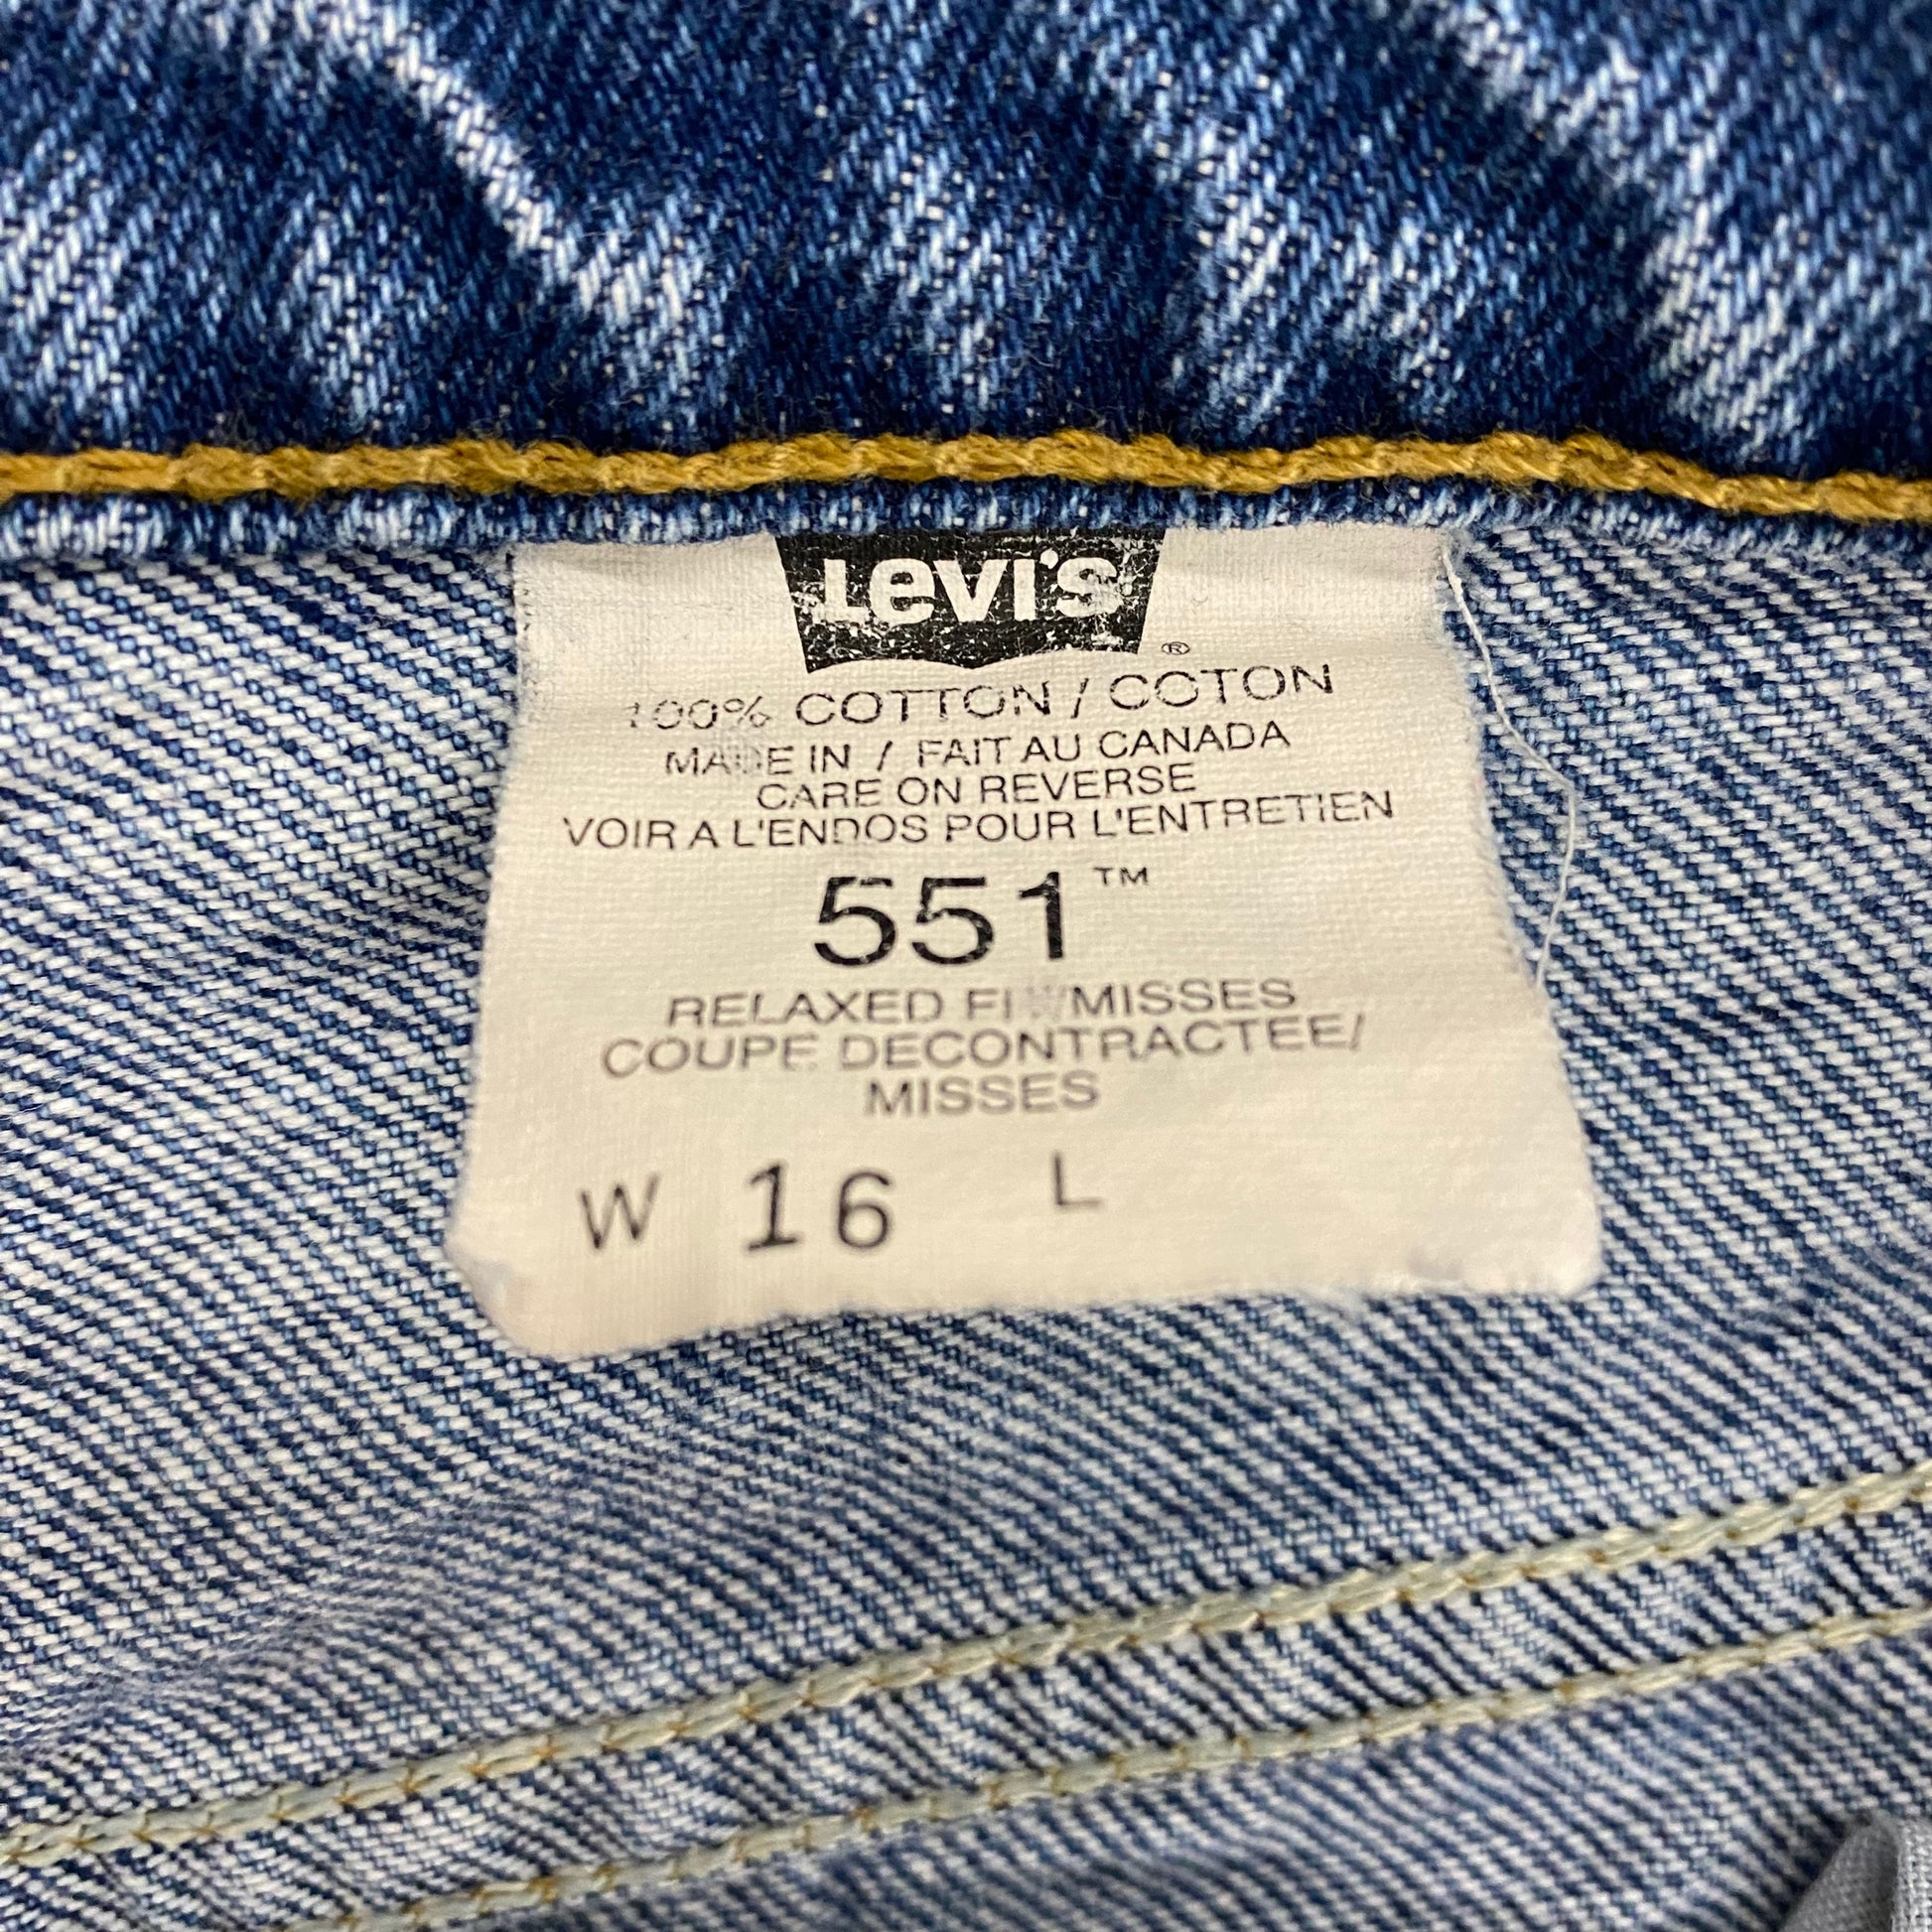 Levi's ®
100% COTTON / COTON
MADE IN / FAIT AU CANADA
CARE ON REVERSE
VOIR A L'ENDOS POUR L'ENTRETIEN
551™
RELAXED FIT/MISSES
COUPE DECONTRACTEE/
MISSES
W 16 L